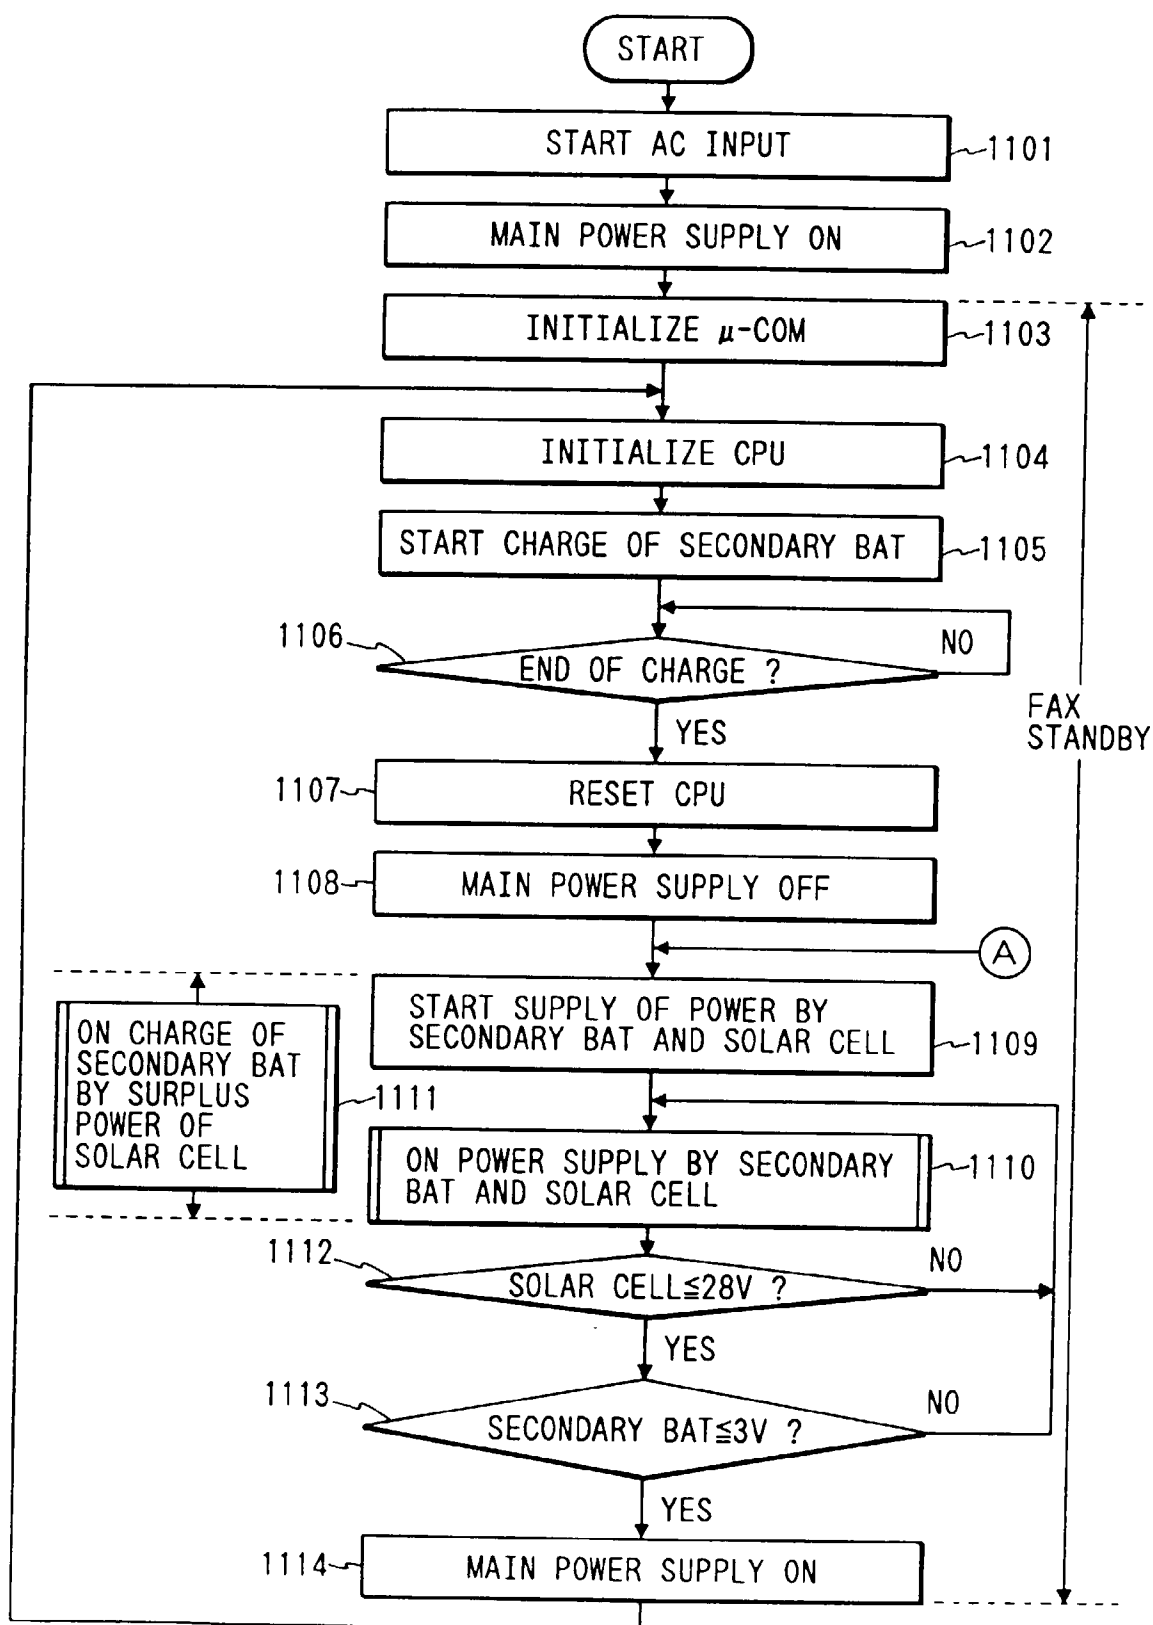 START
START AC INPUT
1101
MAIN POWER SUPPLY ON
1102
INITIALIZE μ-COM
1103
INITIALIZE CPU
1104
START CHARGE OF SECONDARY BAT
1105
1106
END OF CHARGE ?
NO
YES
FAX
STANDBY
1107
RESET CPU
1108
MAIN POWER SUPPLY OFF
A
START SUPPLY OF POWER BY
SECONDARY BAT AND SOLAR CELL
1109
ON CHARGE OF
SECONDARY BAT
BY SURPLUS
POWER OF
SOLAR CELL
1111
ON POWER SUPPLY BY SECONDARY
BAT AND SOLAR CELL
1110
1112
SOLAR CELL≦28V ?
NO
YES
1113
SECONDARY BAT≦3V ?
NO
YES
1114
MAIN POWER SUPPLY ON